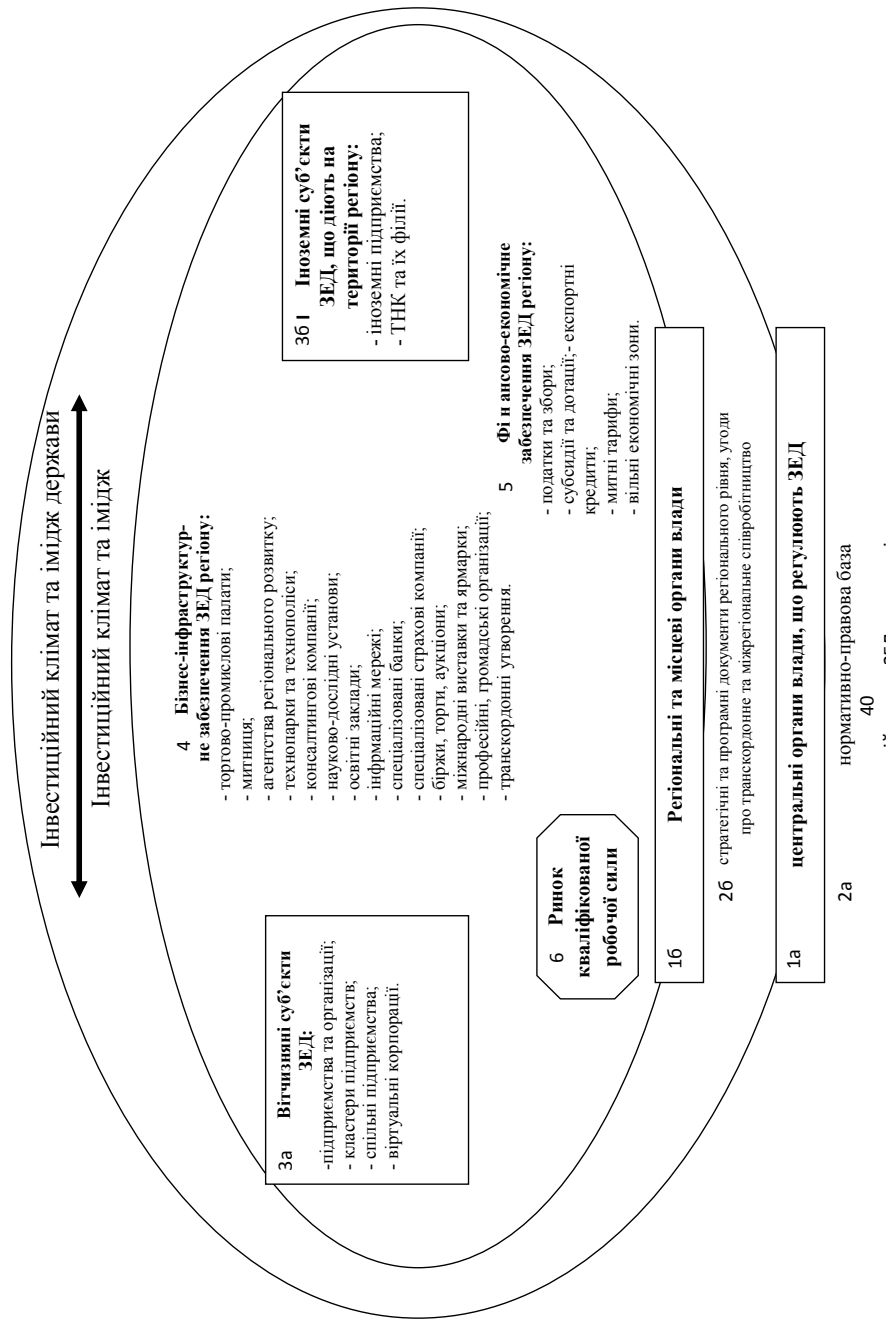 Інвестиційний клімат та імідж держави
Інвестиційний клімат та імідж
3а Вітчизняні суб’єкти
ЗЕД:
-підприємства та організації;
- кластери підприємств;
- спільні підприємства;
- віртуальні корпорації.
4 Бізнес-інфраструктур-
не забезпечення ЗЕД регіону:
- торгово-промислові палати;
- митниця;
- агентства регіонального розвитку;
- технопарки та технополіси;
- консалтингові компанії;
- науково-дослідні установи;
- освітні заклади;
- інфрмаційні мережі;
- спеціалізовані банки;
- спеціалізовані страхові компанії;
- біржі, торги, аукціони;
- міжнародні виставки та ярмарки;
- професійні, громадські організації;
- транскордонні утворення.
3б І Іноземні суб’єкти
ЗЕД, що діють на
території регіону:
- іноземні підприємства;
- ТНК та їх філії.
5 Фі н ансово-економічне
забезпечення ЗЕД регіону:
- податки та збори;
- субсидії та дотації;- експортні
кредити;
- митні тарифи;
- вільні економічні зони.
6 Ринок
кваліфікованої
робочої сили
1б Регіональні та місцеві органи влади
2б стратегічні та програмні документи регіонального рівня, угоди
про транскордонне та міжрегіональне співробітництво
1а центральні органи влади, що регулюють ЗЕД
2а нормативно-правова база
40